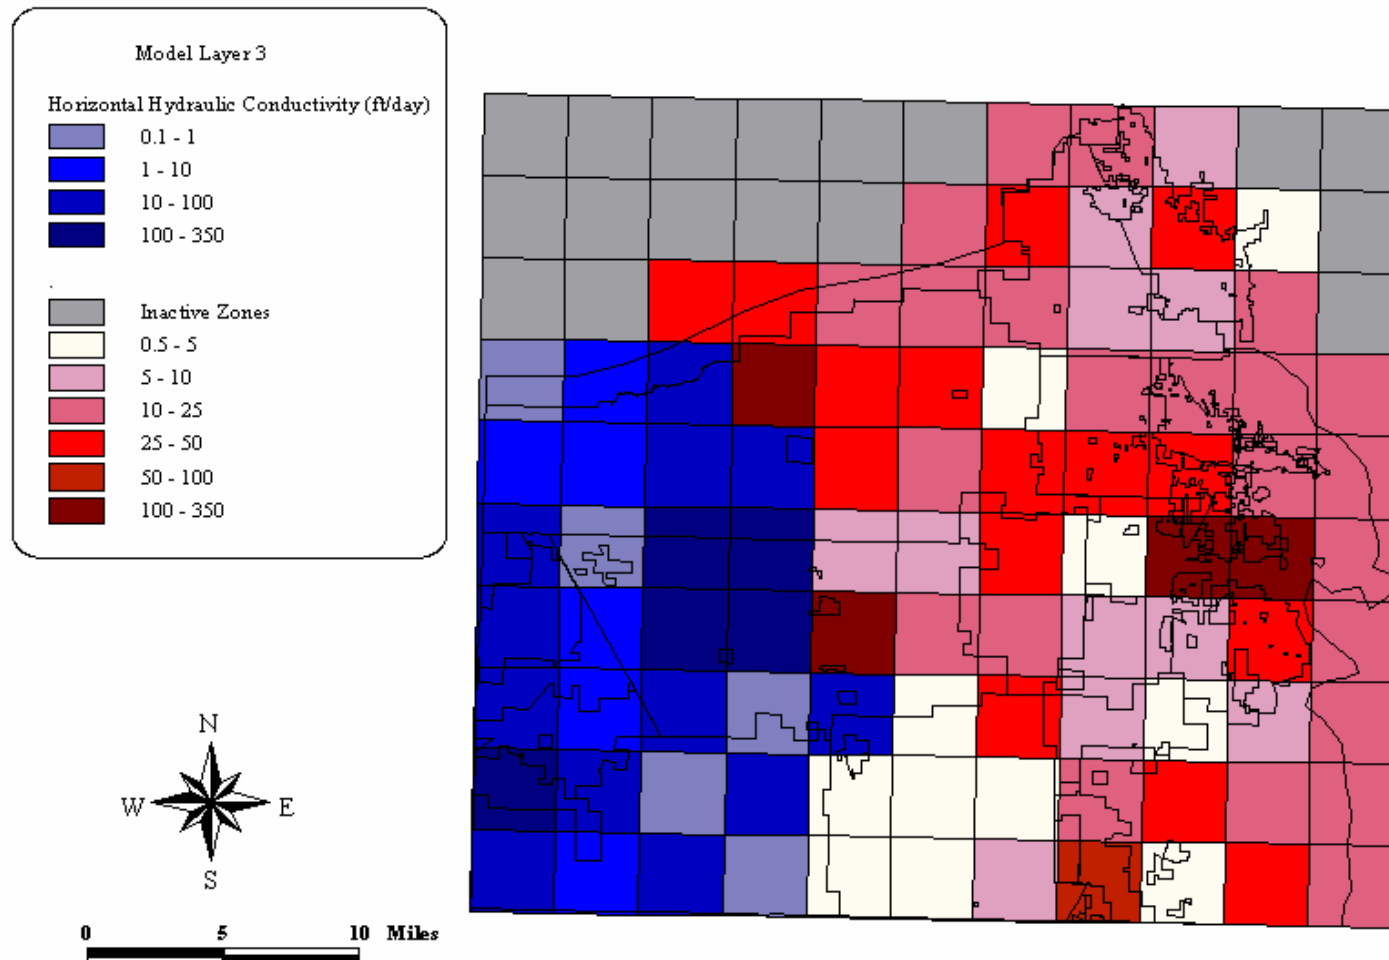 Model Layer 3
Horizontal Hydraulic Conductivity (ft/day)
0.1 - 1
1 - 10
10 - 100
100 - 350
.
Inactive Zones
0.5 - 5
5 - 10
10 - 25
25 - 50
50 - 100
100 - 350
N
W E
S
0 5 10 Miles